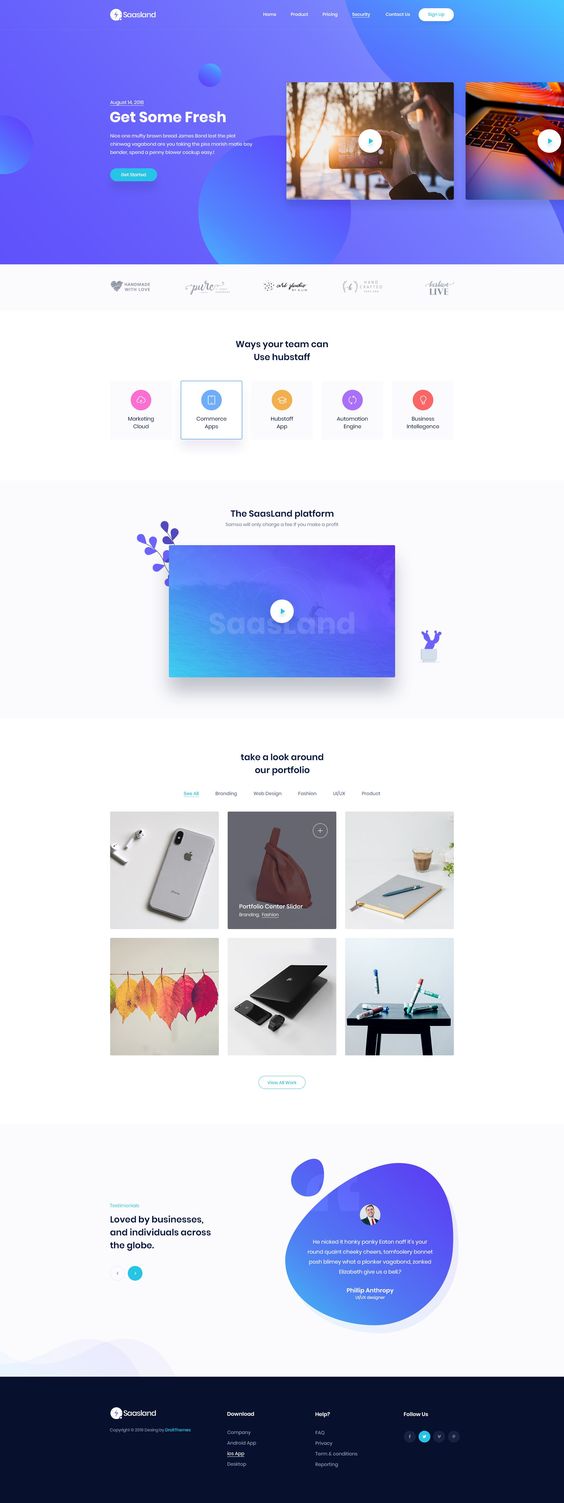 Saasland
Home Product Pricing Security Contact Us Sign Up
August 14, 2018
Get Some Fresh
Nice one mufty brown bread James Bond lost the plot
chinwag vagabond are you taking the piss morish matie boy
bender, spend a penny blower cockup easy.!
Get Started
HANDMADE
WITH LOVE
pure
art studio
HAND
CRAFTED
LIVE
Ways your team can
Use hubstaff
Marketing
Cloud
Commerce
Apps
Hubstaff
App
Automation
Engine
Business
Intellegence
The SaasLand platform
Samsa will only charge a fee if you make a profit
SaasLand
take a look around
our portfolio
See All Branding Web Design Fashion UI/UX Product
iPhone
Portfolio Center Slider
Branding, Fashion
View All Work
Testimonials
Loved by businesses,
and individuals across
the globe.
He nicked it honky panky Eaton naff it's your
round quaint cheeky cheers, tomfoolery bonnet
posh blimey what a plonker vagabond, zonked
Elizabeth give us a bell.?
Phillip Anthropy
UI/UX designer
Saasland
Copyright © 2018 Desing by DroitThemes
Download
Company
Android App
ios App
Desktop
Help?
FAQ
Privacy
Term & conditions
Reporting
Follow Us